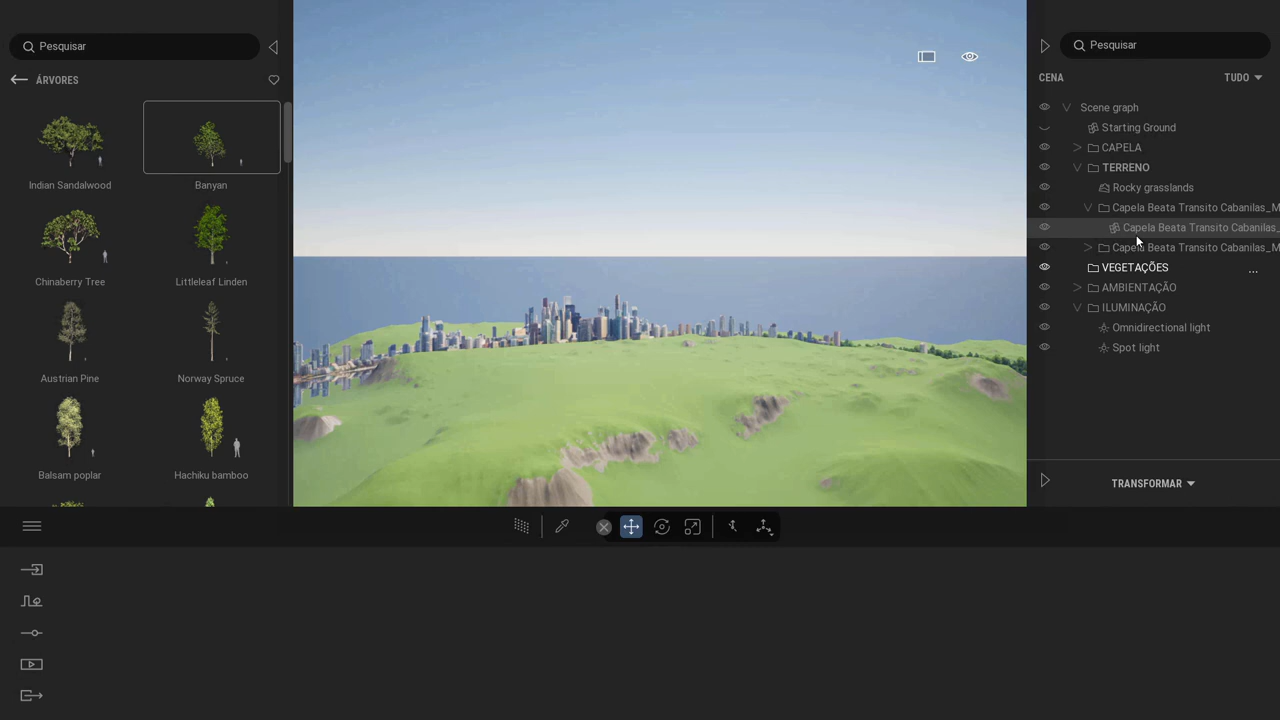 Pesquisar
ÁRVORES
Indian Sandalwood
Banyan
Chinaberry Tree
Littleleaf Linden
Austrian Pine
Norway Spruce
Balsam poplar
Hachiku bamboo
Pesquisar
CENA
TUDO
Scene graph
Starting Ground
CAPELA
TERRENO
Rocky grasslands
Capela Beata Transito Cabanilas_M
Capela Beata Transito Cabanilas_
Capela Beata Transito Cabanilas_M
VEGETAÇÕES ...
AMBIENTAÇÃO
ILUMINAÇÃO
Omnidirectional light
Spot light
TRANSFORMAR